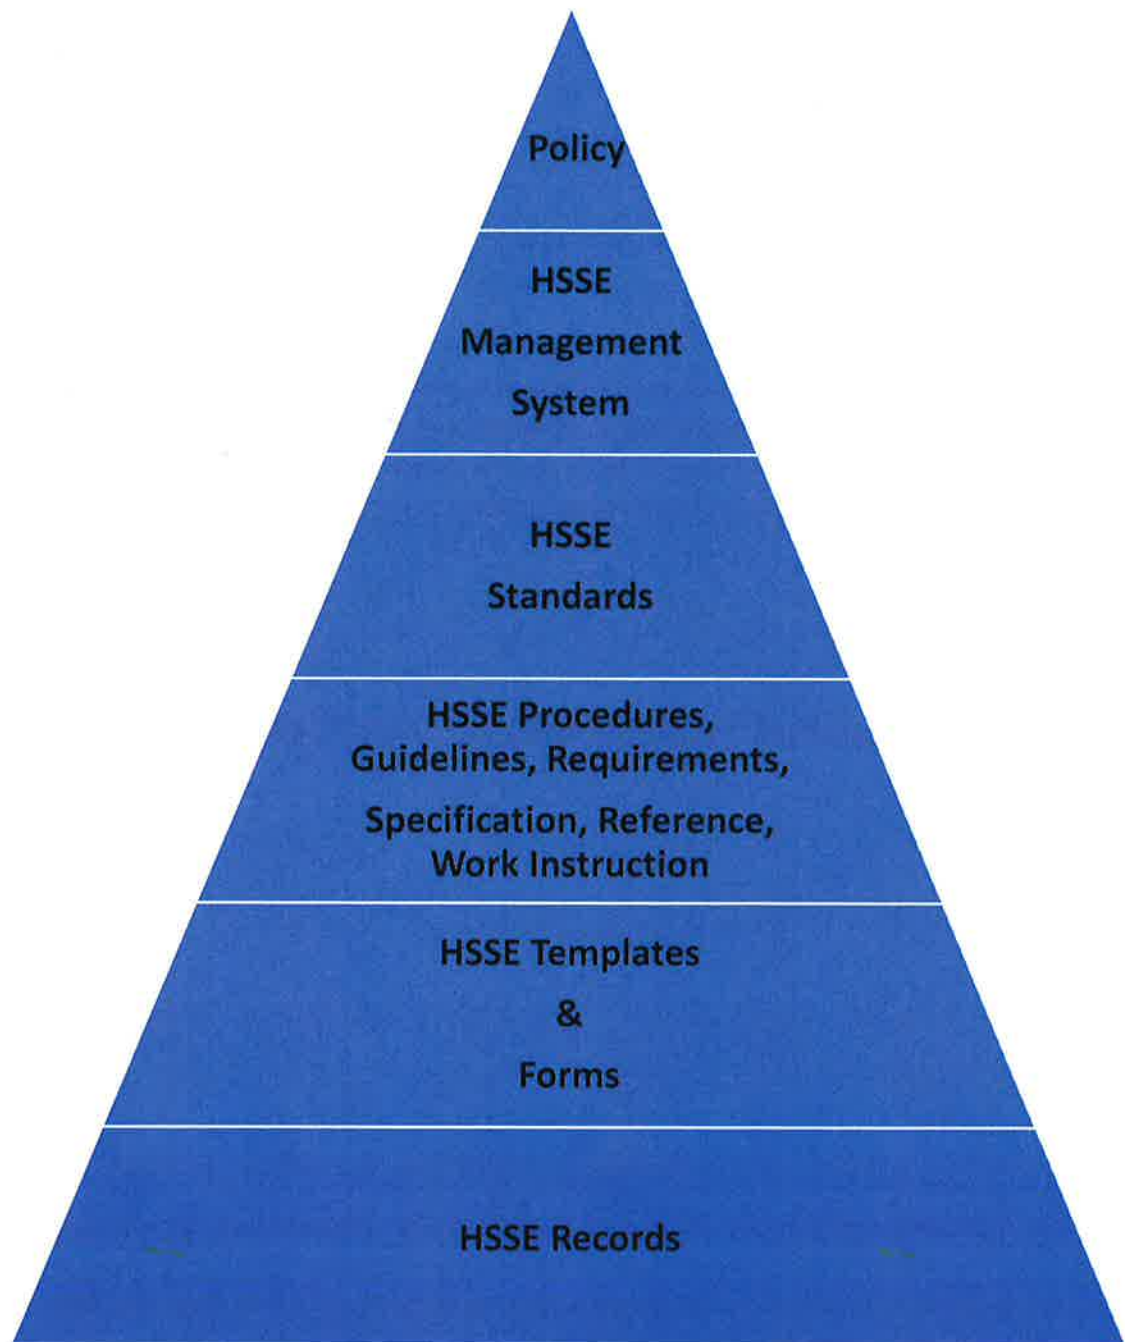 Policy
HSSE
Management
System
HSSE
Standards
HSSE Procedures,
Guidelines, Requirements,
Specification, Reference,
Work Instruction
HSSE Templates
&
Forms
HSSE Records